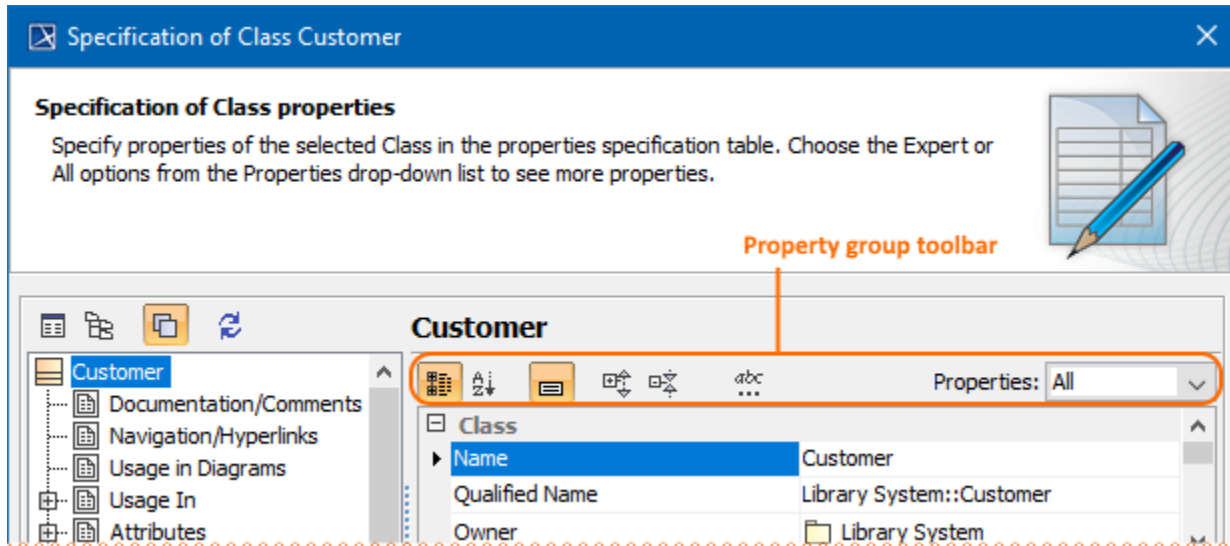 Specification of Class Customer
Specification of Class properties
Specify properties of the selected Class in the properties specification table. Choose the Expert or
All options from the Properties drop-down list to see more properties.
Property group toolbar
Customer
Properties: All
Customer
Documentation/Comments
Navigation/Hyperlinks
Usage in Diagrams
Usage In
Attributes
Class
Name Customer
Qualified Name Library System::Customer
Owner Library System